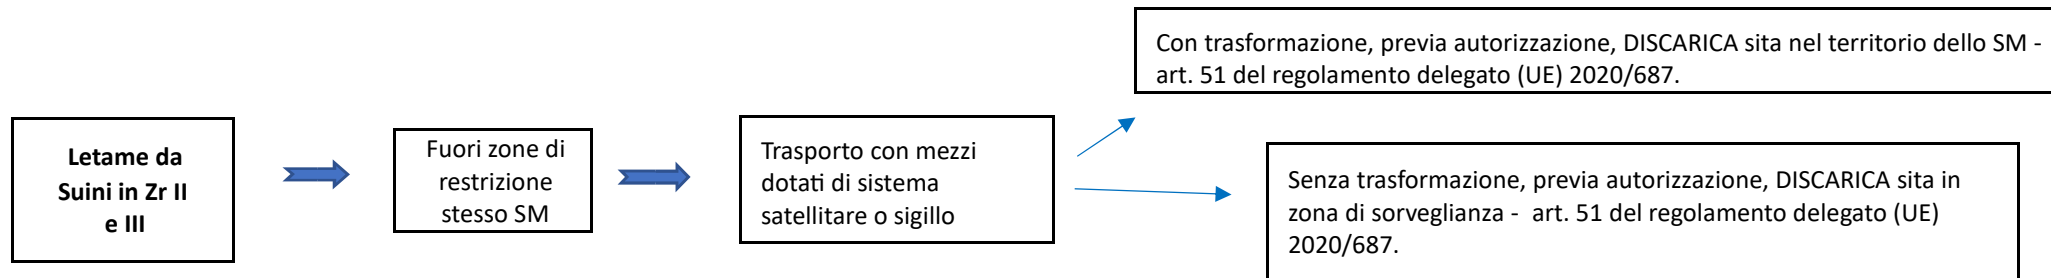 Letame da
Suini in Zr II
e III
Fuori zone di
restrizione
stesso SM
Trasporto con mezzi
dotati di sistema
satellitare o sigillo
Con trasformazione, previa autorizzazione, DISCARICA sita nel territorio dello SM -
art. 51 del regolamento delegato (UE) 2020/687.
Senza trasformazione, previa autorizzazione, DISCARICA sita in
zona di sorveglianza - art. 51 del regolamento delegato (UE)
2020/687.